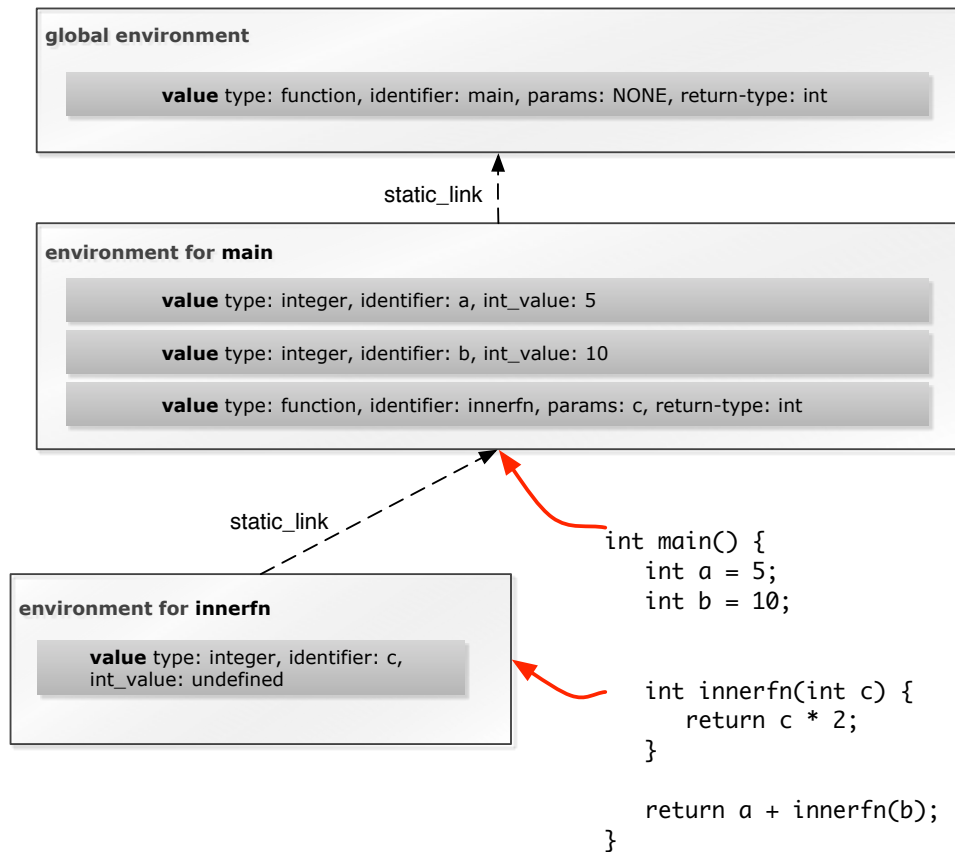 global environment
value type: function, identifier: main, params: NONE, return-type: int
static_link
environment for main
value type: integer, identifier: a, int_value: 5
value type: integer, identifier: b, int_value: 10
value type: function, identifier: innerfn, params: c, return-type: int
static_link
environment for innerfn
value type: integer, identifier: c,
int_value: undefined
int main() {
   int a = 5;
   int b = 10;
   int innerfn(int c) {
      return c * 2;
   }
   return a + innerfn(b);
}